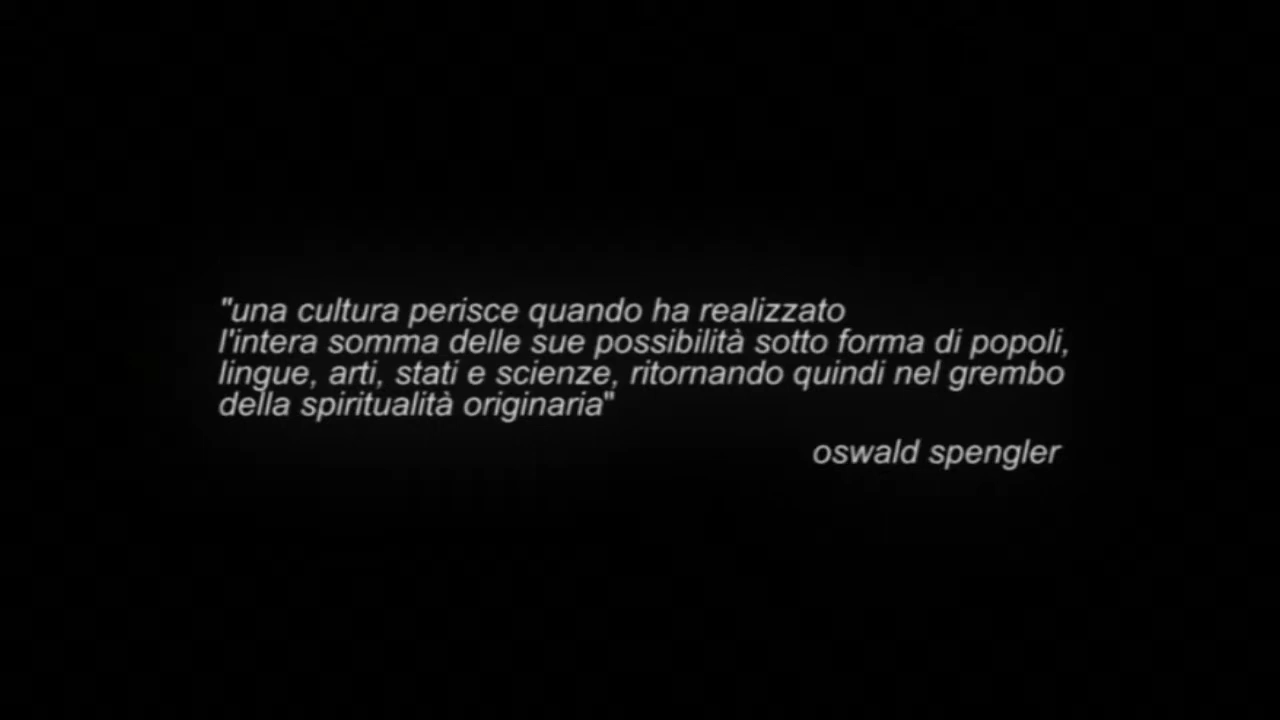 "una cultura perisce quando ha realizzato
l'intera somma delle sue possibilità sotto forma di popoli,
lingue, arti, stati e scienze, ritornando quindi nel grembo
della spiritualità originaria"
oswald spengler